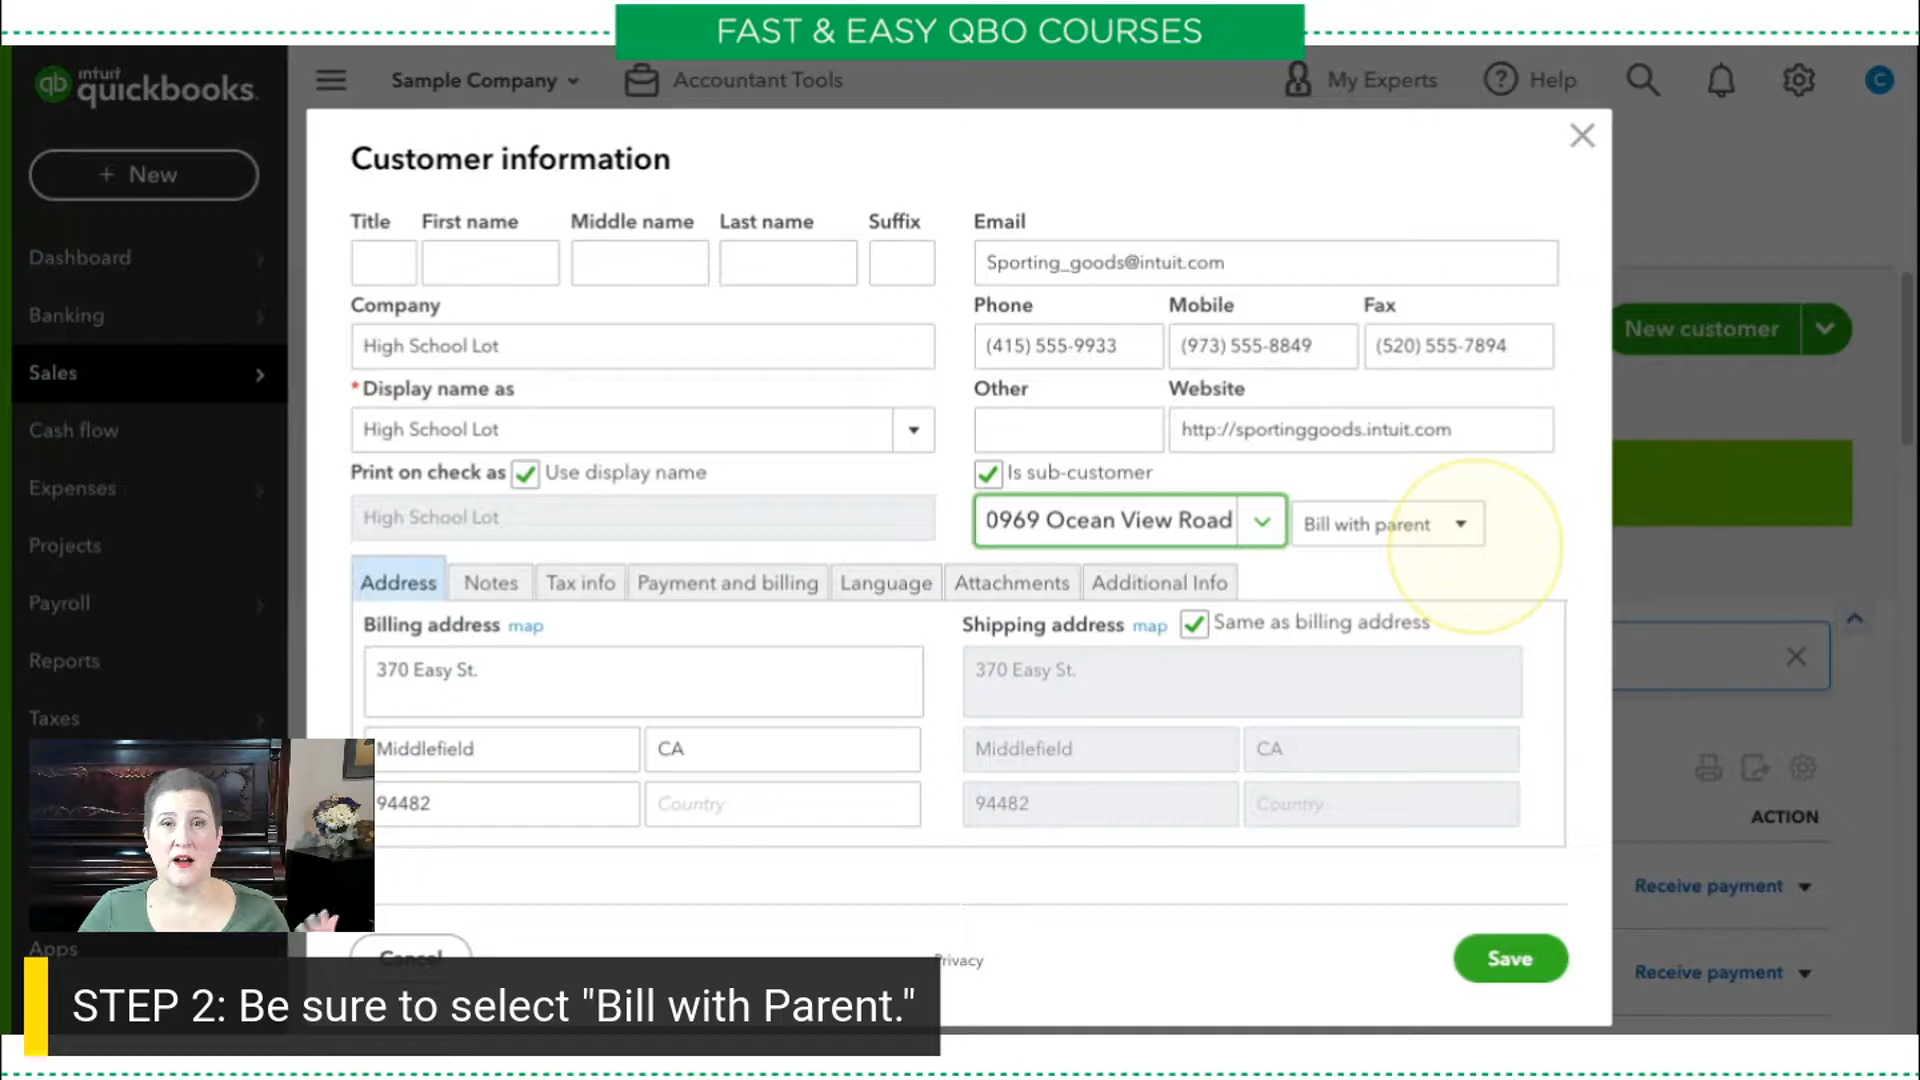 FAST & EASY QBO COURSES
qb intuit quickbooks.
Sample Company
Accountant Tools
My Experts
? Help
C
+ New
Dashboard
Banking
Sales
Cash flow
Expenses
Projects
Payroll
Reports
Taxes
Apps
Customer information
Title First name Middle name Last name Suffix
Company
High School Lot
* Display name as
High School Lot
Print on check as Use display name
High School Lot
Email
Sporting_goods@intuit.com
Phone Mobile Fax
(415) 555-9933 (973) 555-8849 (520) 555-7894
Other Website
http://sportinggoods.intuit.com
Is sub-customer
0969 Ocean View Road Bill with parent
Address Notes Tax info Payment and billing Language Attachments Additional Info
Billing address map
370 Easy St.
Middlefield CA
94482 Country
Shipping address map Same as billing address
370 Easy St.
Middlefield CA
94482 Country
Cancel Privacy Save
New customer
ACTION
Receive payment
Receive payment
STEP 2: Be sure to select "Bill with Parent."